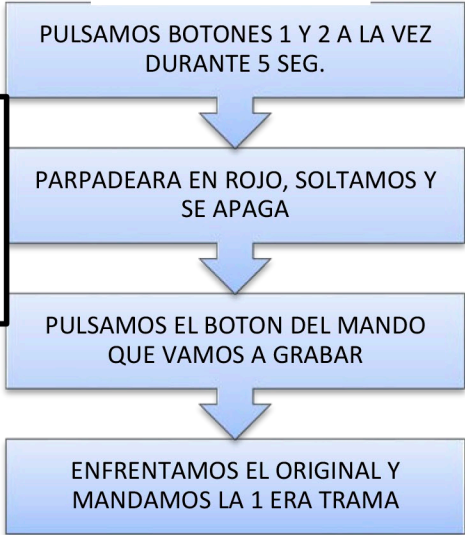 PULSAMOS BOTONES 1 Y 2 A LA VEZ
DURANTE 5 SEG.
PARPADEARA EN ROJO, SOLTAMOS Y
SE APAGA
PULSAMOS EL BOTON DEL MANDO
QUE VAMOS A GRABAR
ENFRENTAMOS EL ORIGINAL Y
MANDAMOS LA 1 ERA TRAMA